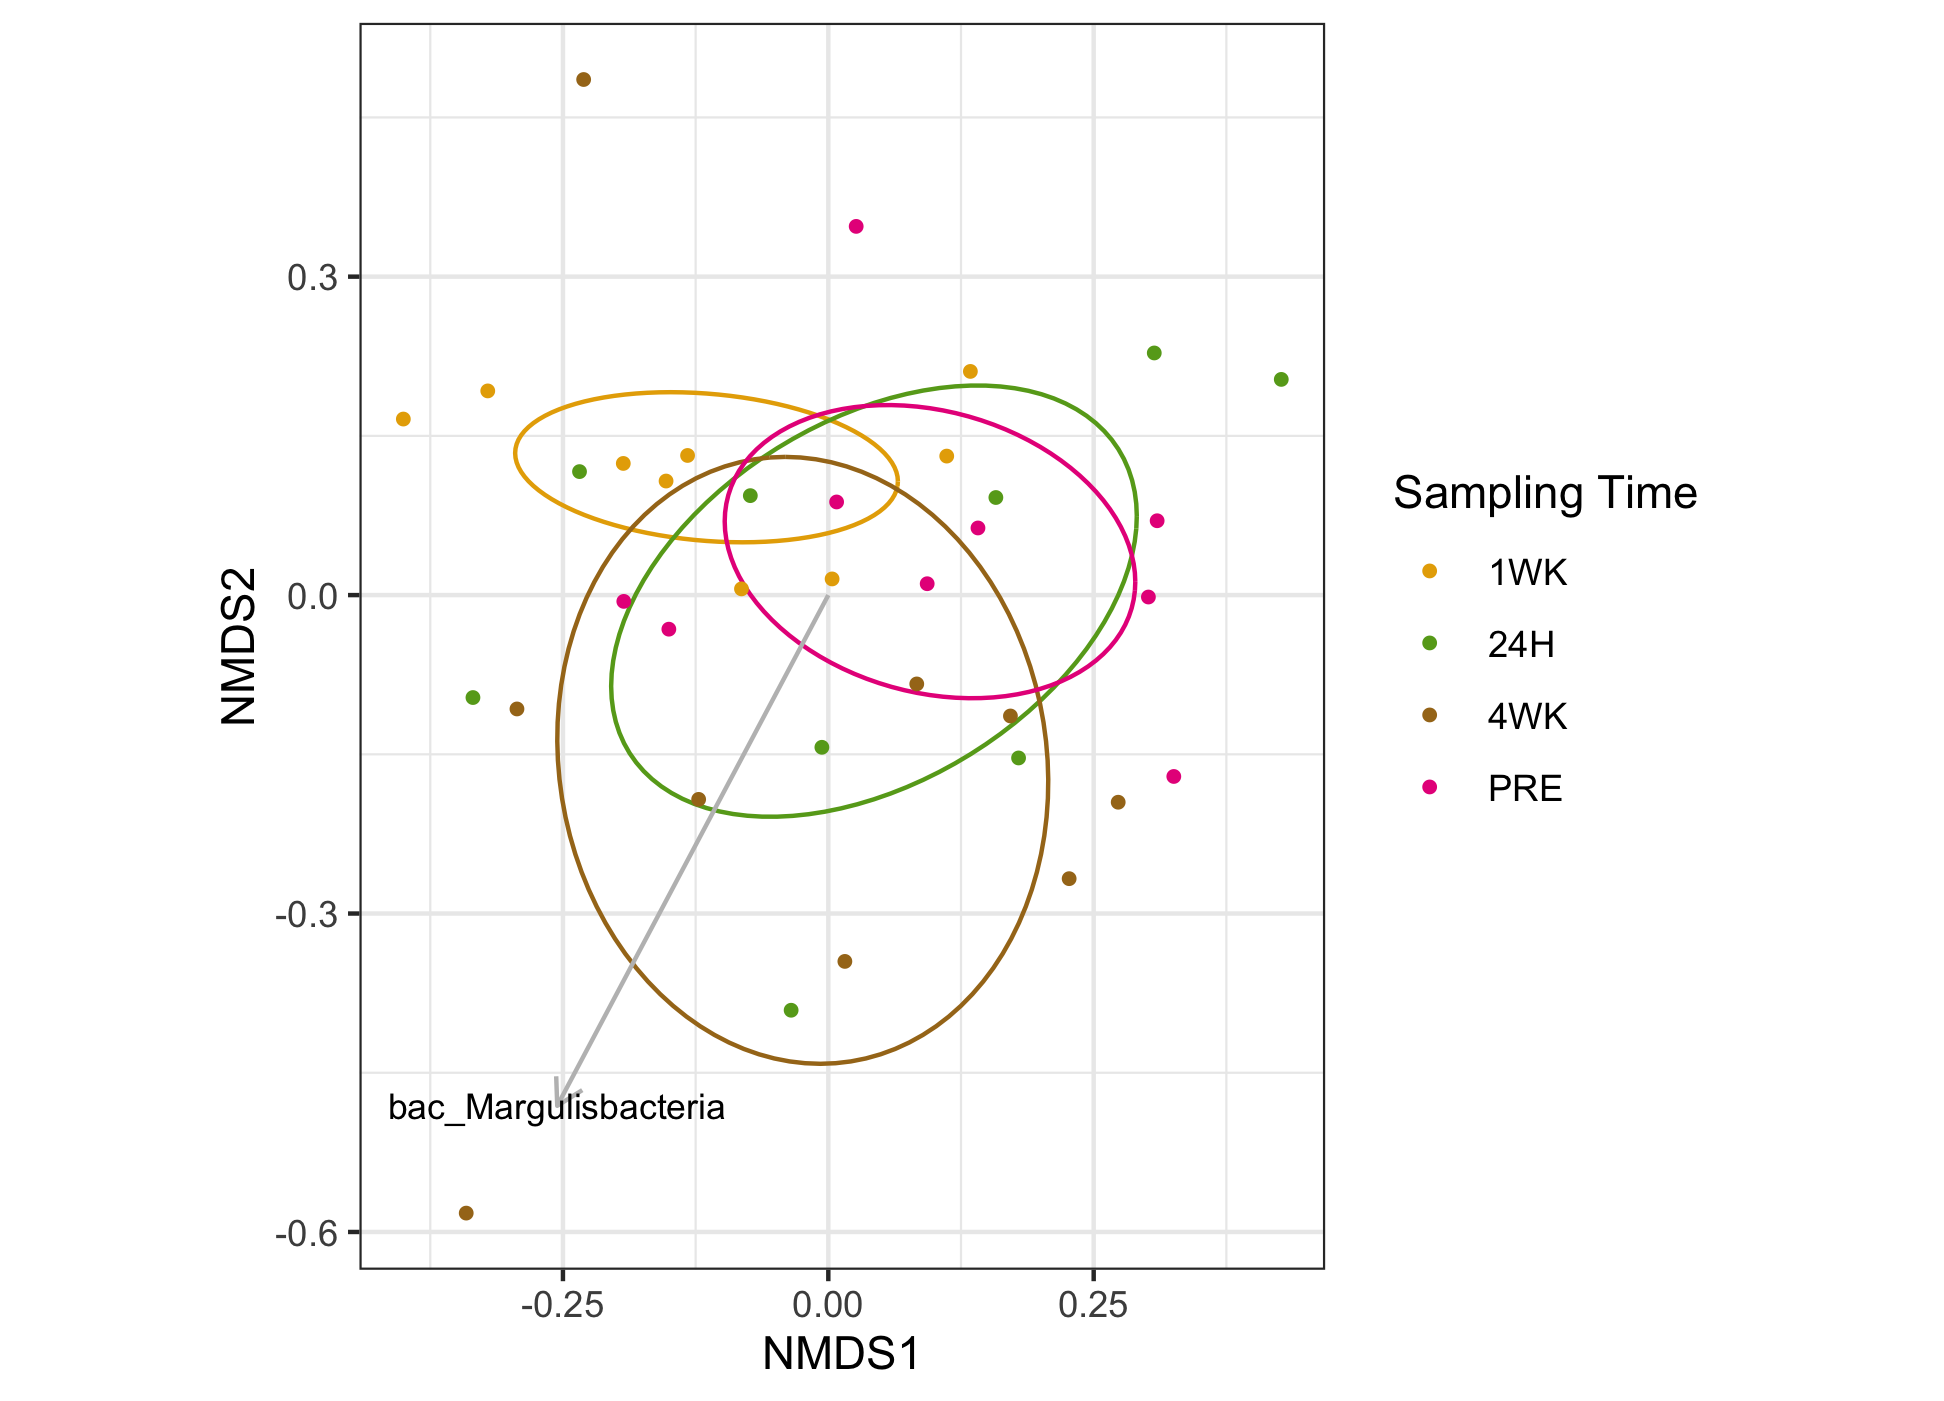 0.3
0.0
-0.3
-0.6
NMDS2
bac_Margulisbacteria
-0.25
0.00
0.25
NMDS1
Sampling Time
1WK
24H
4WK
PRE